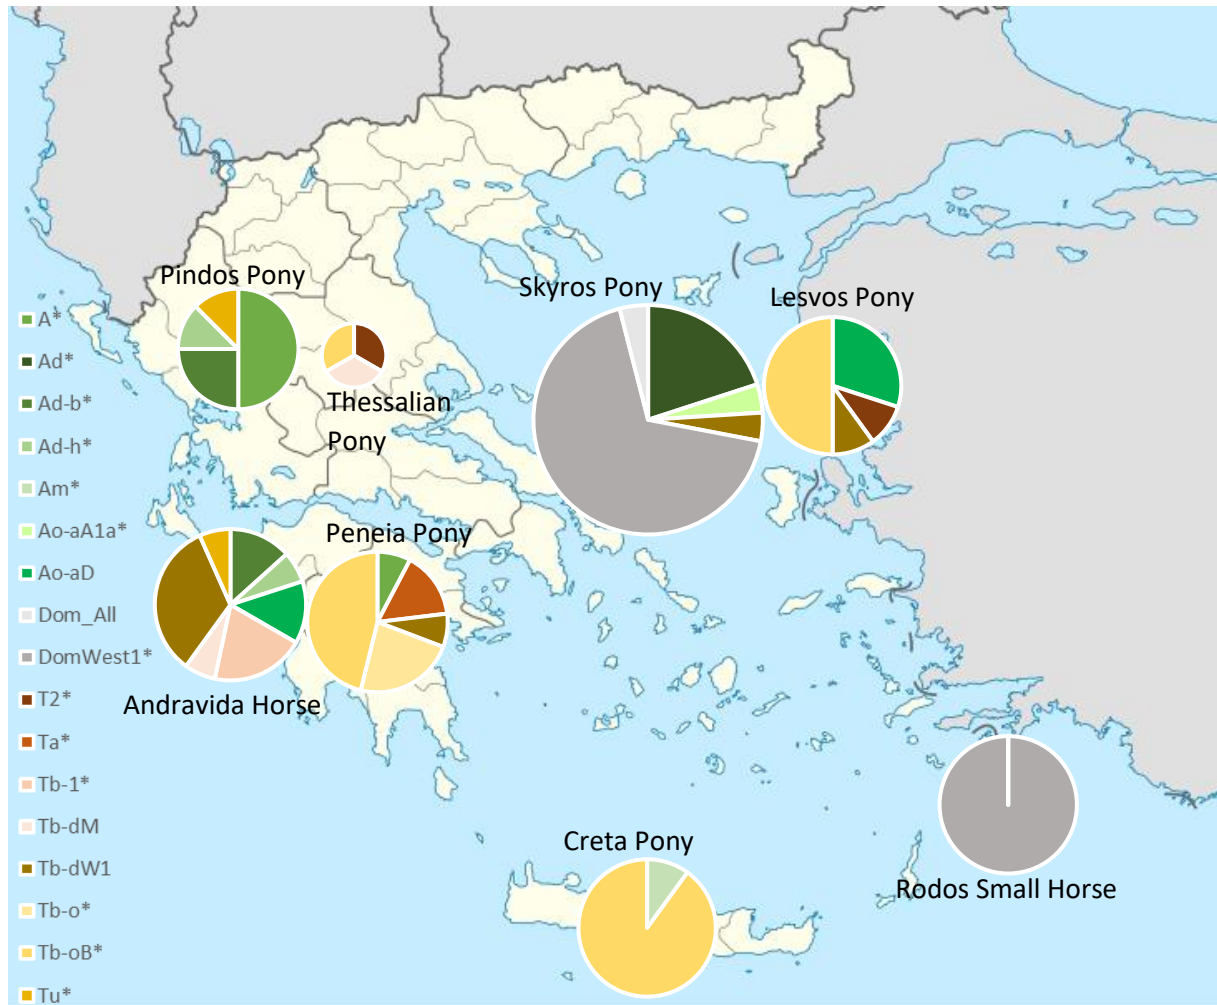 Pindos Pony
Skyros Pony
Lesvos Pony
Thessalian
Pony
Peneia Pony
Andravida Horse
Creta Pony
Rodos Small Horse
A*
Ad*
Ad-b*
Ad-h*
Am*
Ao-aA1a*
Ao-aD
Dom_All
DomWest1*
T2*
Ta*
Tb-1*
Tb-dM
Tb-dW1
Tb-o*
Tb-oB*
Tu*